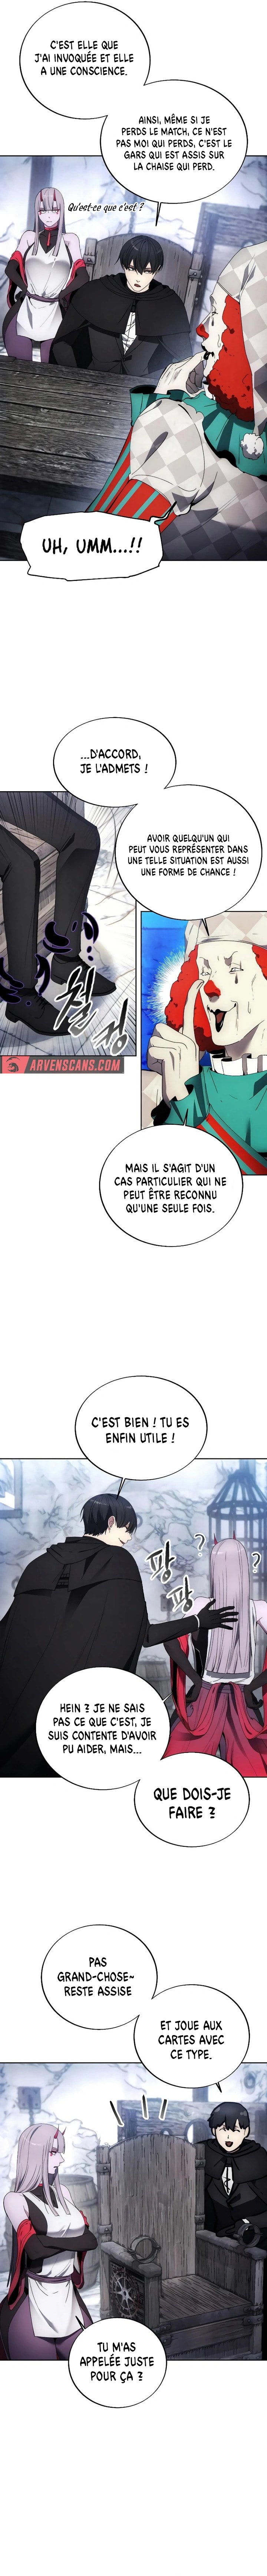 C'EST ELLE QUE
J'AI INVOQUÉE ET ELLE
A UNE CONSCIENCE.
AINSI, MÊME SI JE
PERDS LE MATCH, CE N'EST
PAS MOI QUI PERDS, C'EST LE
GARS QUI EST ASSIS SUR
LA CHAISE QUI PERD.
Qu'est-ce que c'est ?
UH, UMM...!!
...D'ACCORD,
JE L'ADMETS !
AVOIR QUELQU'UN QUI
PEUT VOUS REPRÉSENTER DANS
UNE TELLE SITUATION EST AUSSI
UNE FORME DE CHANCE !
ARVENSCANS.COM
MAIS IL S'AGIT D'UN
CAS PARTICULIER QUI NE
PEUT ÊTRE RECONNU
QU'UNE SEULE FOIS.
C'EST BIEN ! TU ES
ENFIN UTILE !
?
?
팡
팡
HEIN ? JE NE SAIS
PAS CE QUE C'EST, JE
SUIS CONTENTE D'AVOIR
PU AIDER, MAIS...
QUE DOIS-JE
FAIRE ?
PAS
GRAND-CHOSE~
RESTE ASSISE
ET JOUE AUX
CARTES AVEC
CE TYPE.
TU M'AS
APPELÉE JUSTE
POUR ÇA ?